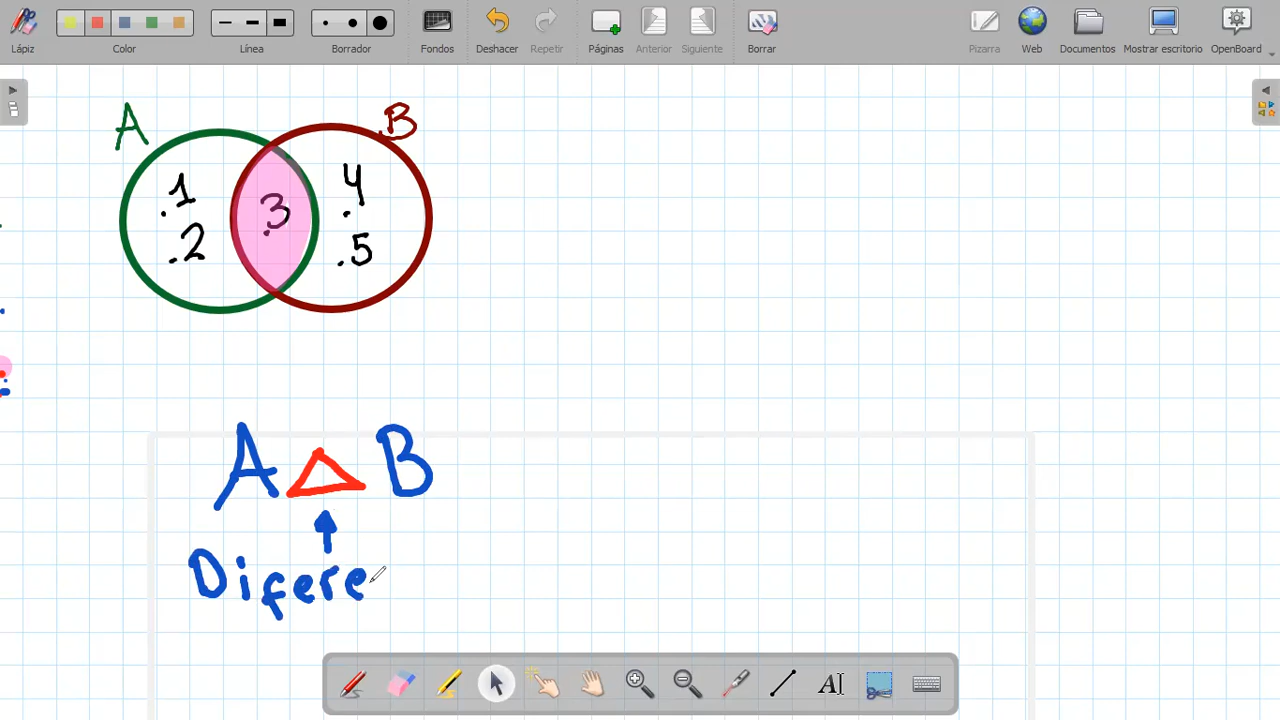 Lápiz Color Línea Borrador Fondos Deshacer Repetir Páginas Anterior Siguiente Borrar Pizarra Web Documentos Mostrar escritorio OpenBoard
A B
.1 .3 4
.2 . .5
A △ B
Difere
AI